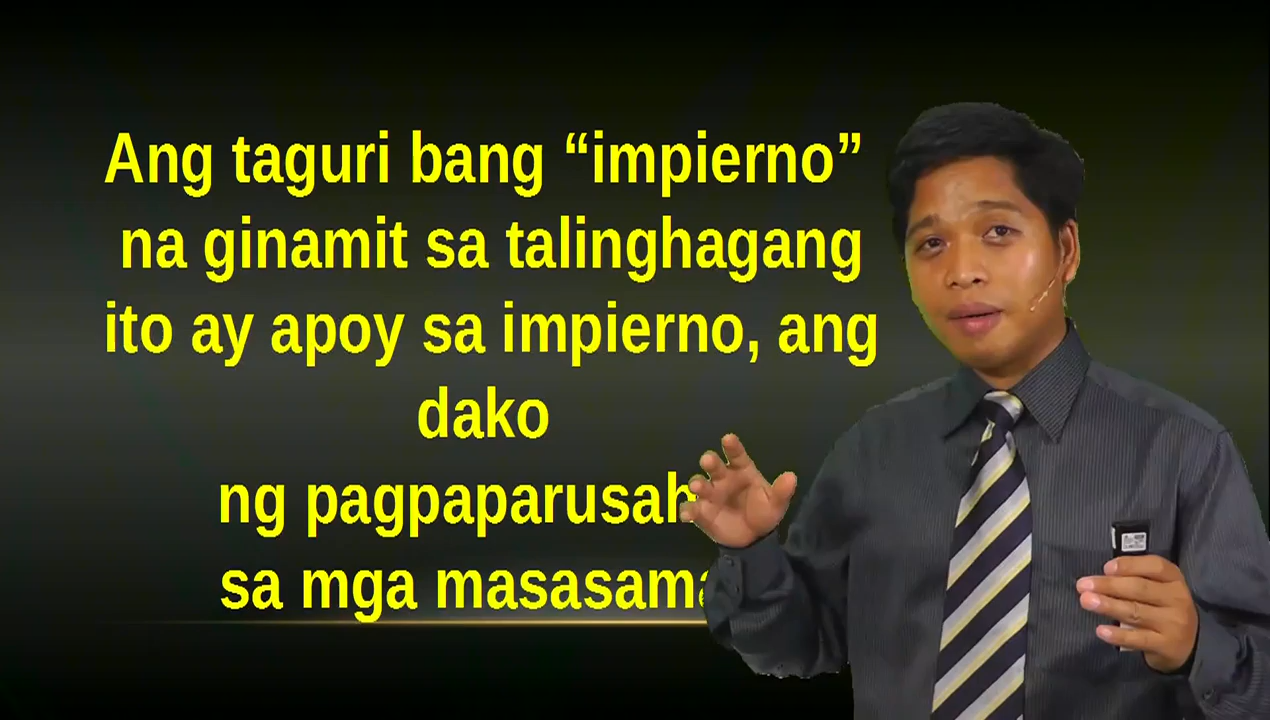 Ang taguri bang “impierno”
na ginamit sa talinghagang
ito ay apoy sa impierno, ang
dako
ng pagpaparusah
sa mga masasama